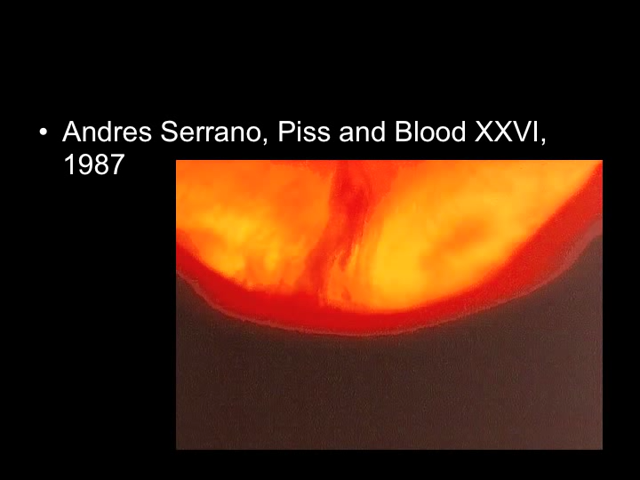 • Andres Serrano, Piss and Blood XXVI,
1987